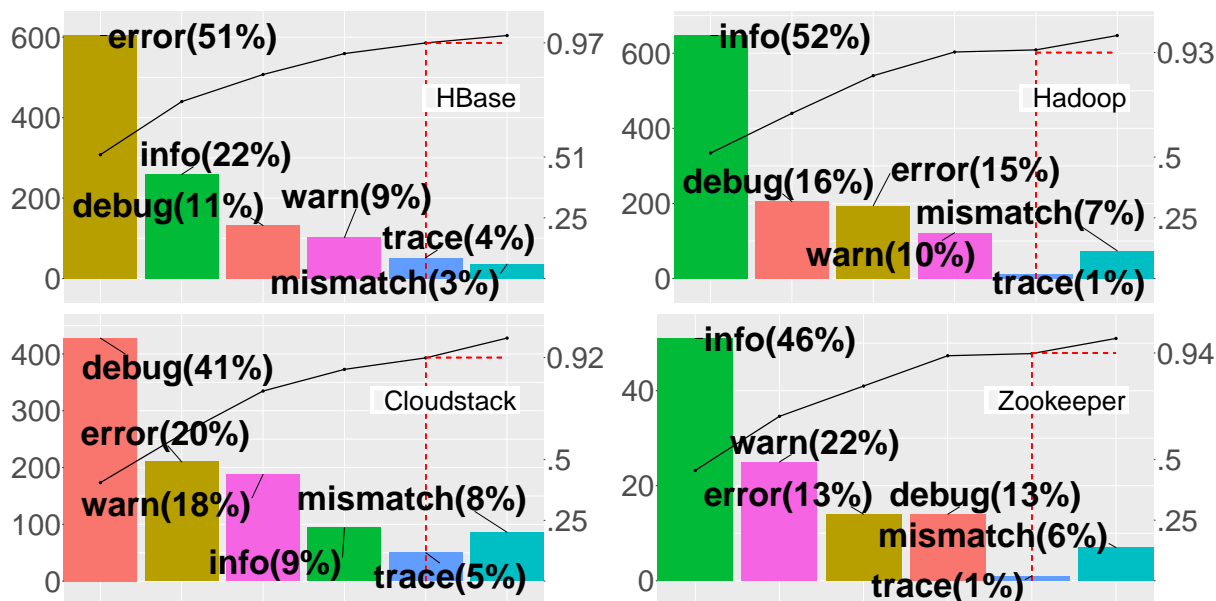 600
400
200
0
error(51%)
info(22%)
debug(11%)
warn(9%)
trace(4%)
mismatch(3%)
HBase
0.97
.51
.25
600
400
200
0
info(52%)
debug(16%)
error(15%)
warn(10%)
mismatch(7%)
trace(1%)
Hadoop
0.93
.5
.25
400
300
200
100
0
debug(41%)
error(20%)
warn(18%)
info(9%)
mismatch(8%)
trace(5%)
Cloudstack
0.92
.5
.25
40
20
0
info(46%)
warn(22%)
error(13%)
debug(13%)
mismatch(6%)
trace(1%)
Zookeeper
0.94
.5
.25